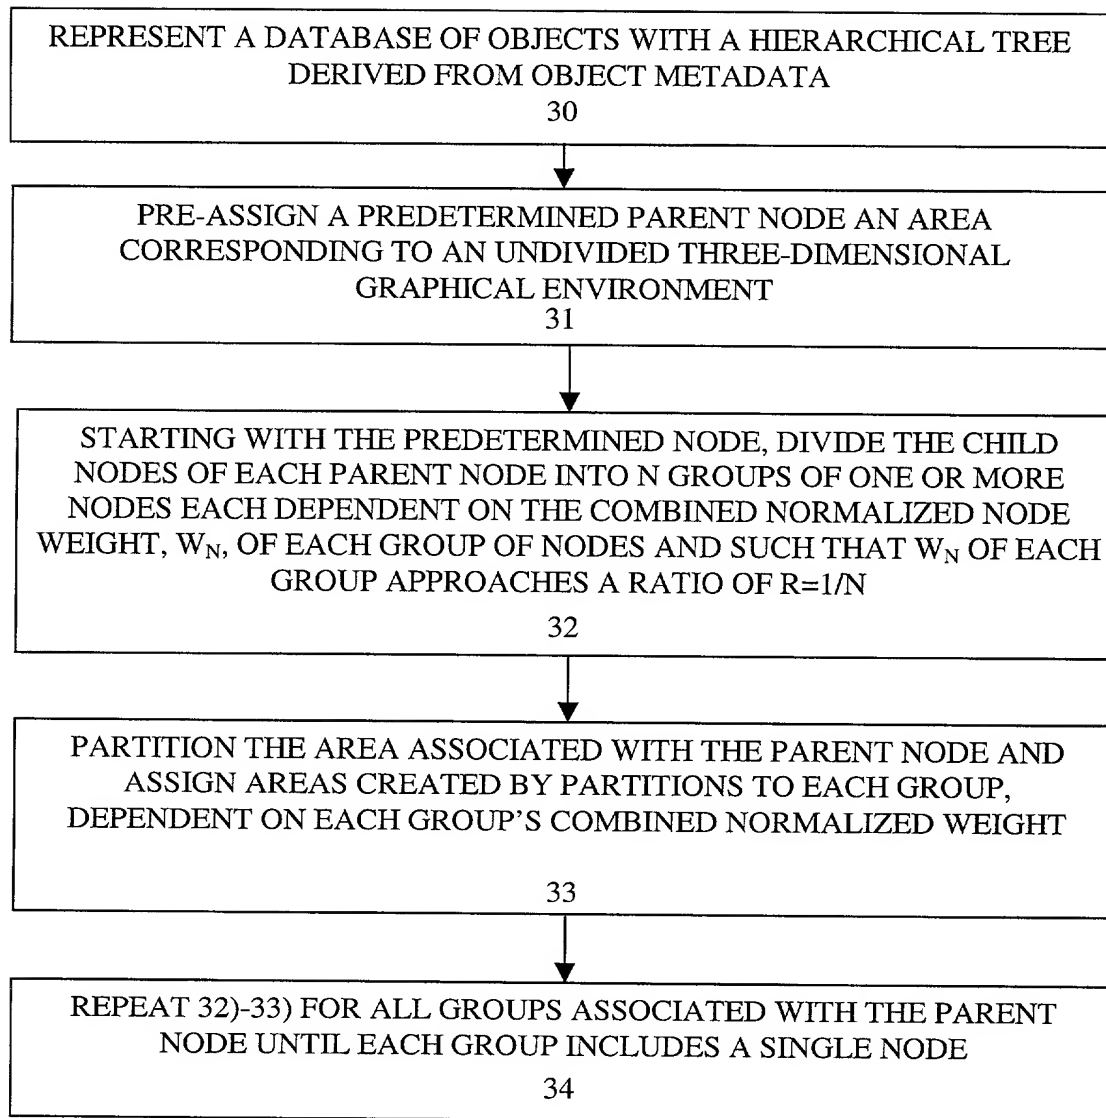 REPRESENT A DATABASE OF OBJECTS WITH A HIERARCHICAL TREE
DERIVED FROM OBJECT METADATA
30
PRE-ASSIGN A PREDETERMINED PARENT NODE AN AREA
CORRESPONDING TO AN UNDIVIDED THREE-DIMENSIONAL
GRAPHICAL ENVIRONMENT
31
STARTING WITH THE PREDETERMINED NODE, DIVIDE THE CHILD
NODES OF EACH PARENT NODE INTO N GROUPS OF ONE OR MORE
NODES EACH DEPENDENT ON THE COMBINED NORMALIZED NODE
WEIGHT, W_N, OF EACH GROUP OF NODES AND SUCH THAT W_N OF EACH
GROUP APPROACHES A RATIO OF R=1/N
32
PARTITION THE AREA ASSOCIATED WITH THE PARENT NODE AND
ASSIGN AREAS CREATED BY PARTITIONS TO EACH GROUP,
DEPENDENT ON EACH GROUP'S COMBINED NORMALIZED WEIGHT
33
REPEAT 32)-33) FOR ALL GROUPS ASSOCIATED WITH THE PARENT
NODE UNTIL EACH GROUP INCLUDES A SINGLE NODE
34